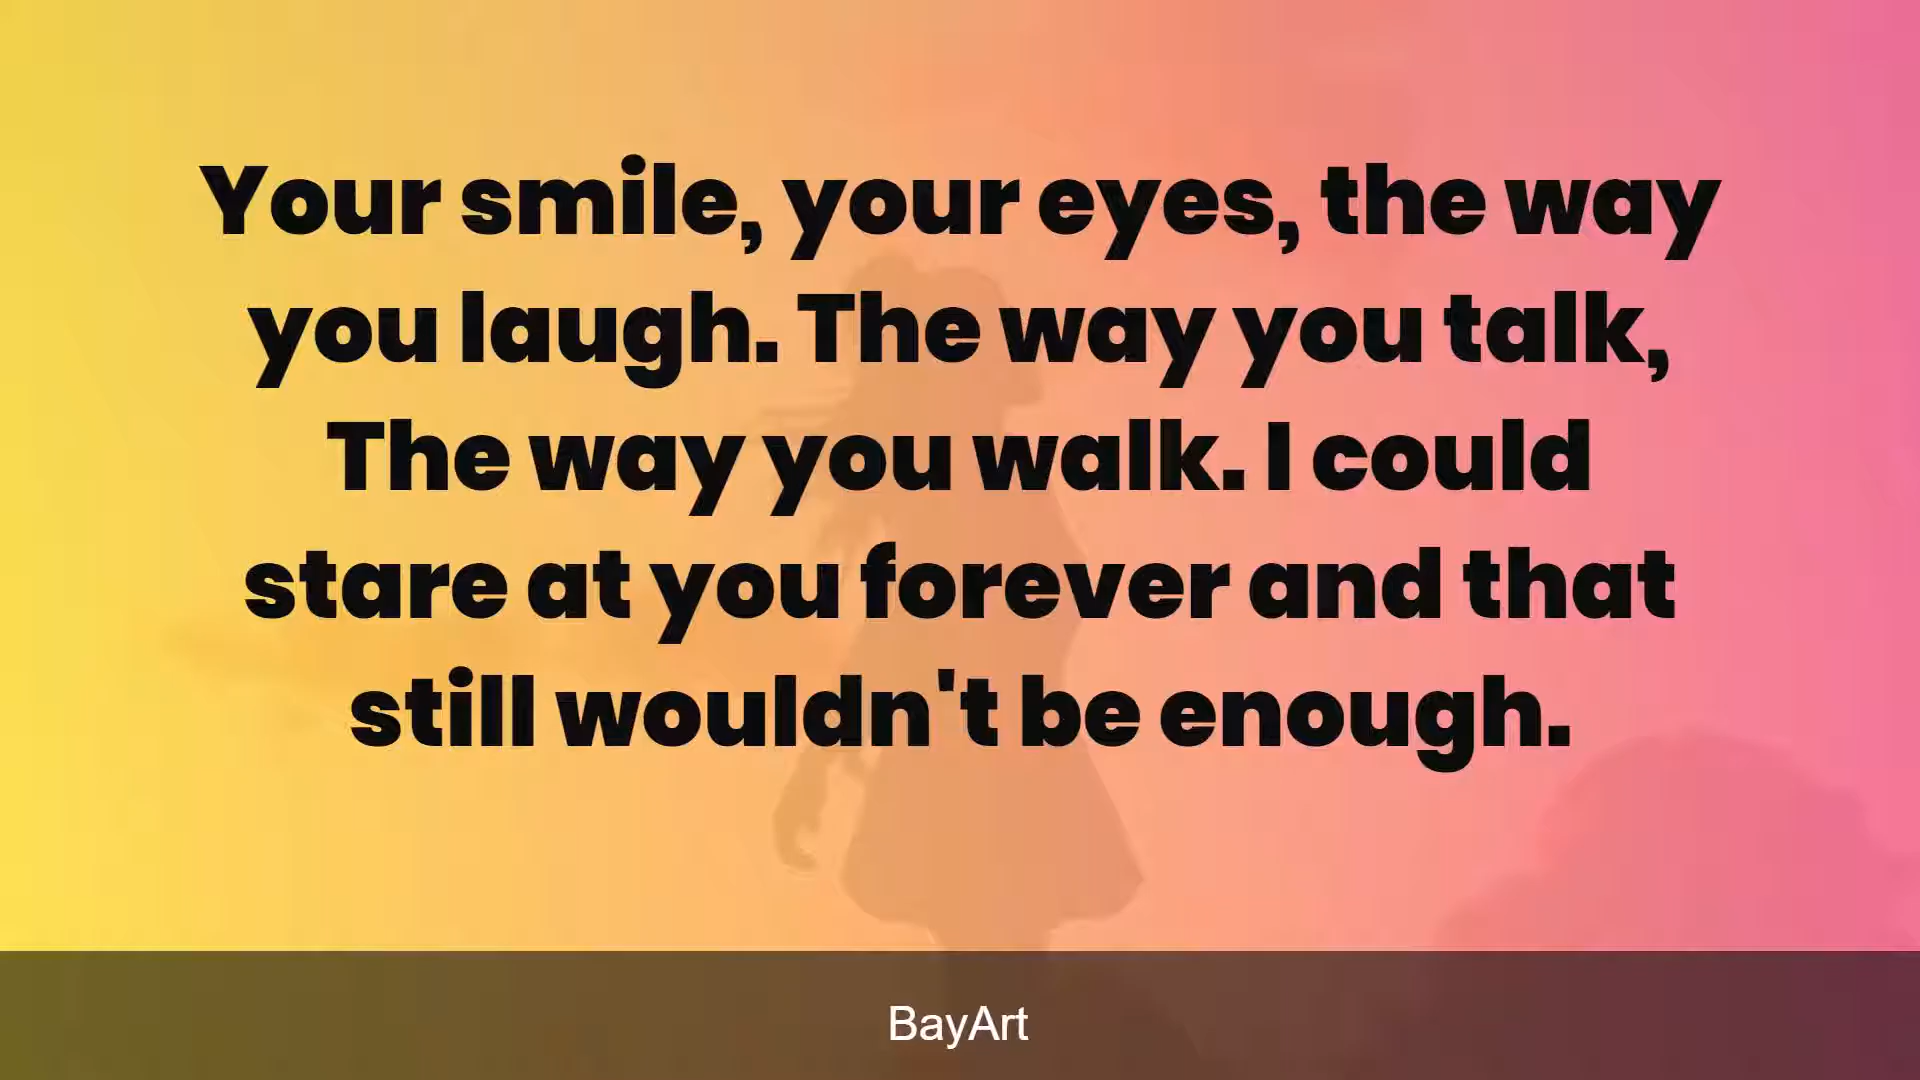 Your smile, your eyes, the way
you laugh. The way you talk,
The way you walk. I could
stare at you forever and that
still wouldn't be enough.
BayArt